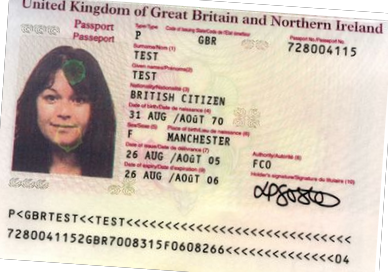 United Kingdom of Great Britain and Northern Ireland
Passport
Passeport
Type/Type
P
Code of Issuing State/Code de l'Etat émetteur
GBR
Passport No./Passeport No.
728004115
Surname/Nom (1)
TEST
Given names/Prénoms (2)
TEST
Nationality/Nationalité (3)
BRITISH CITIZEN
Date of birth/Date de naissance (4)
31 AUG /AOÛT 70
Sex/Sexe (5)
F
Place of birth/Lieu de naissance (6)
MANCHESTER
Date of issue/Date de délivrance (7)
26 AUG /AOÛT 05
Authority/Autorité (8)
FCO
Date of expiry/Date d'expiration (9)
26 AUG /AOÛT 06
Holder's signature/Signature du titulaire (10)
P<GBRTEST<<TEST<<<<<<<<<<<<<<<<<<<<<<<<<<<<<
7280041152GBR7008315F0608266<<<<<<<<<<<<<<04